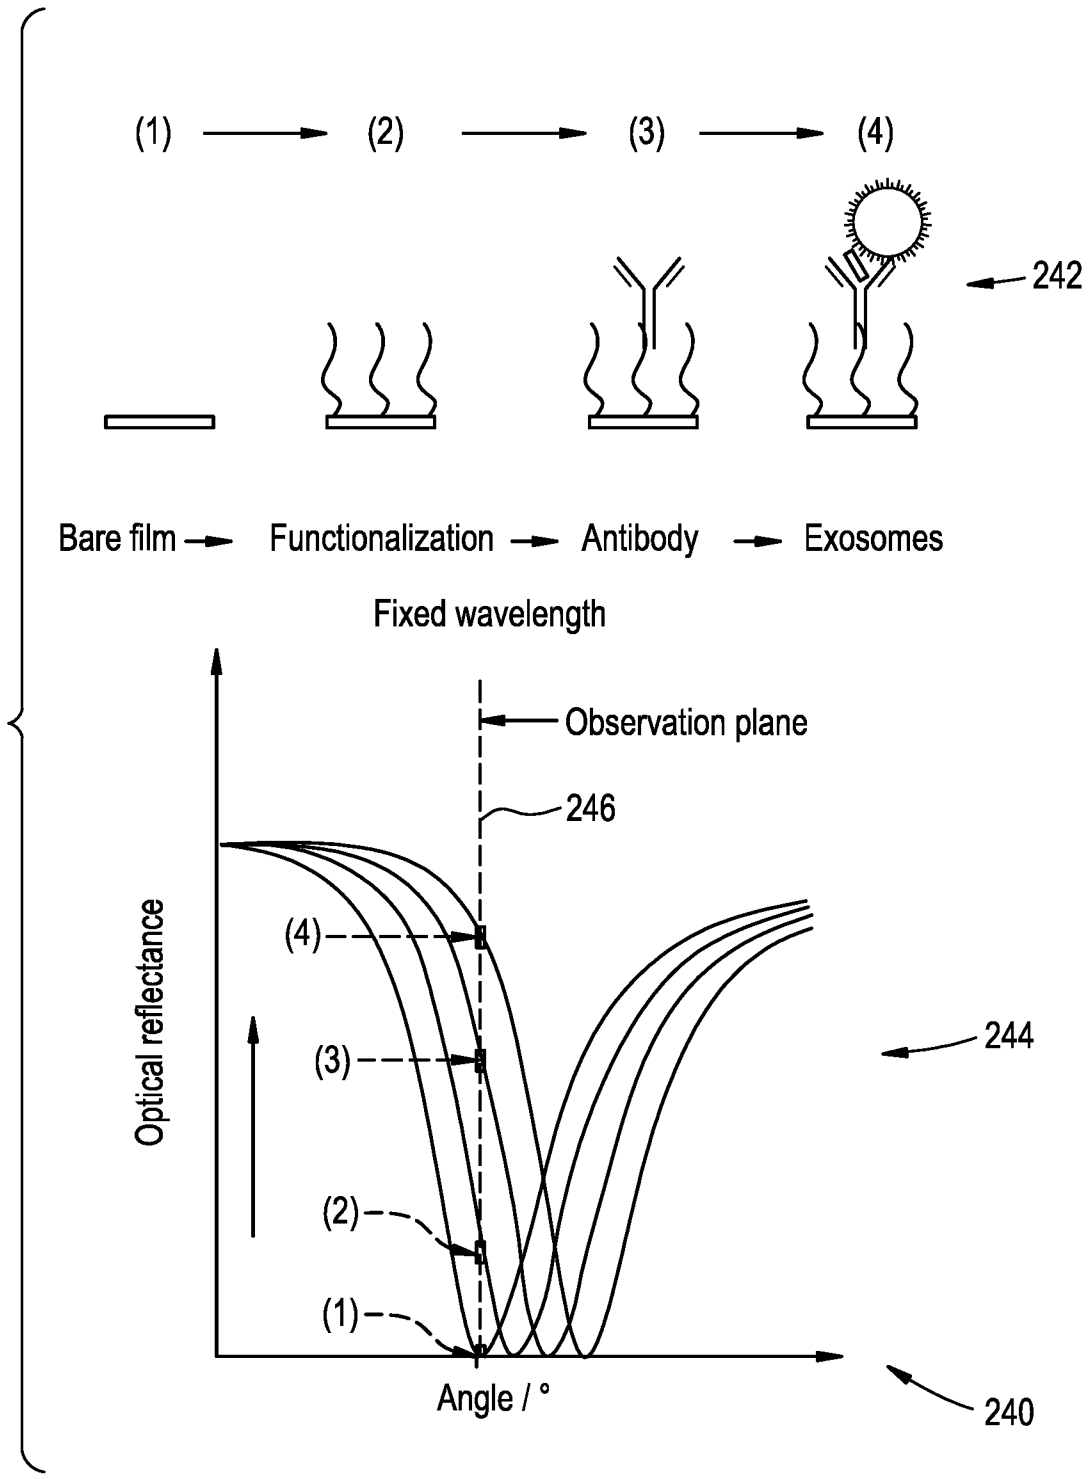 (1) (2) (3) (4)
242
Bare film Functionalization Antibody Exosomes
Fixed wavelength
Observation plane
246
(4)
Optical reflectance
244
(3)
(2)
(1)
Angle / °
240